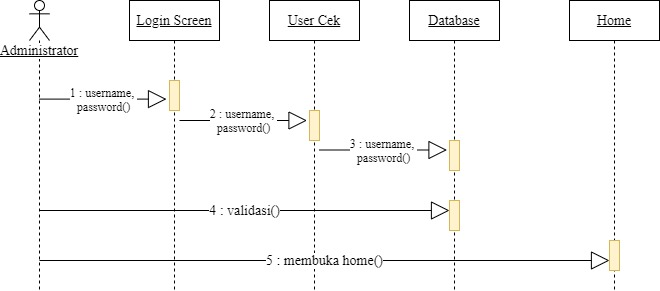 Login Screen
User Cek
Database
Home
Administrator
1 : username,
password()
2 : username,
password()
3 : username,
password()
4 : validasi()
5 : membuka home()